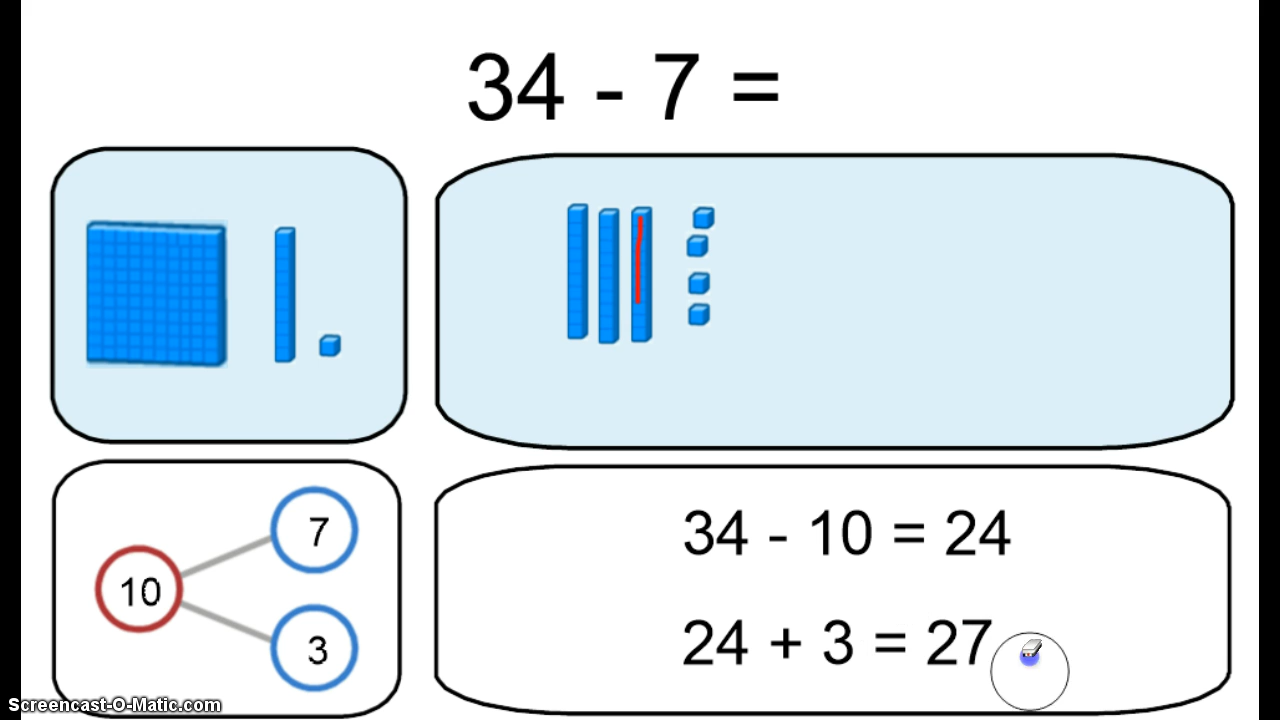 34 - 7 =
7
10
3
34 - 10 = 24
24 + 3 = 27
Screencast-O-Matic.com